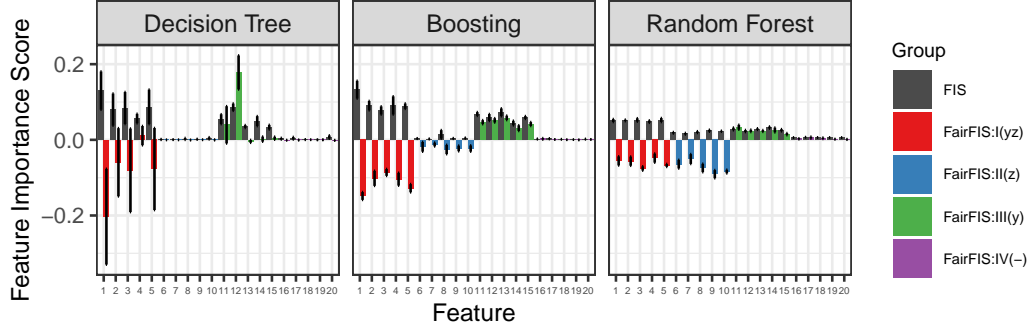 Decision Tree
Boosting
Random Forest
Feature Importance Score
0.2
0.0
−0.2
1 2 3 4 5 6 7 8 9 10 11 12 13 14 15 16 17 18 19 20
1 2 3 4 5 6 7 8 9 10 11 12 13 14 15 16 17 18 19 20
1 2 3 4 5 6 7 8 9 10 11 12 13 14 15 16 17 18 19 20
Feature
Group
FIS
FairFIS:I(yz)
FairFIS:II(z)
FairFIS:III(y)
FairFIS:IV(−)